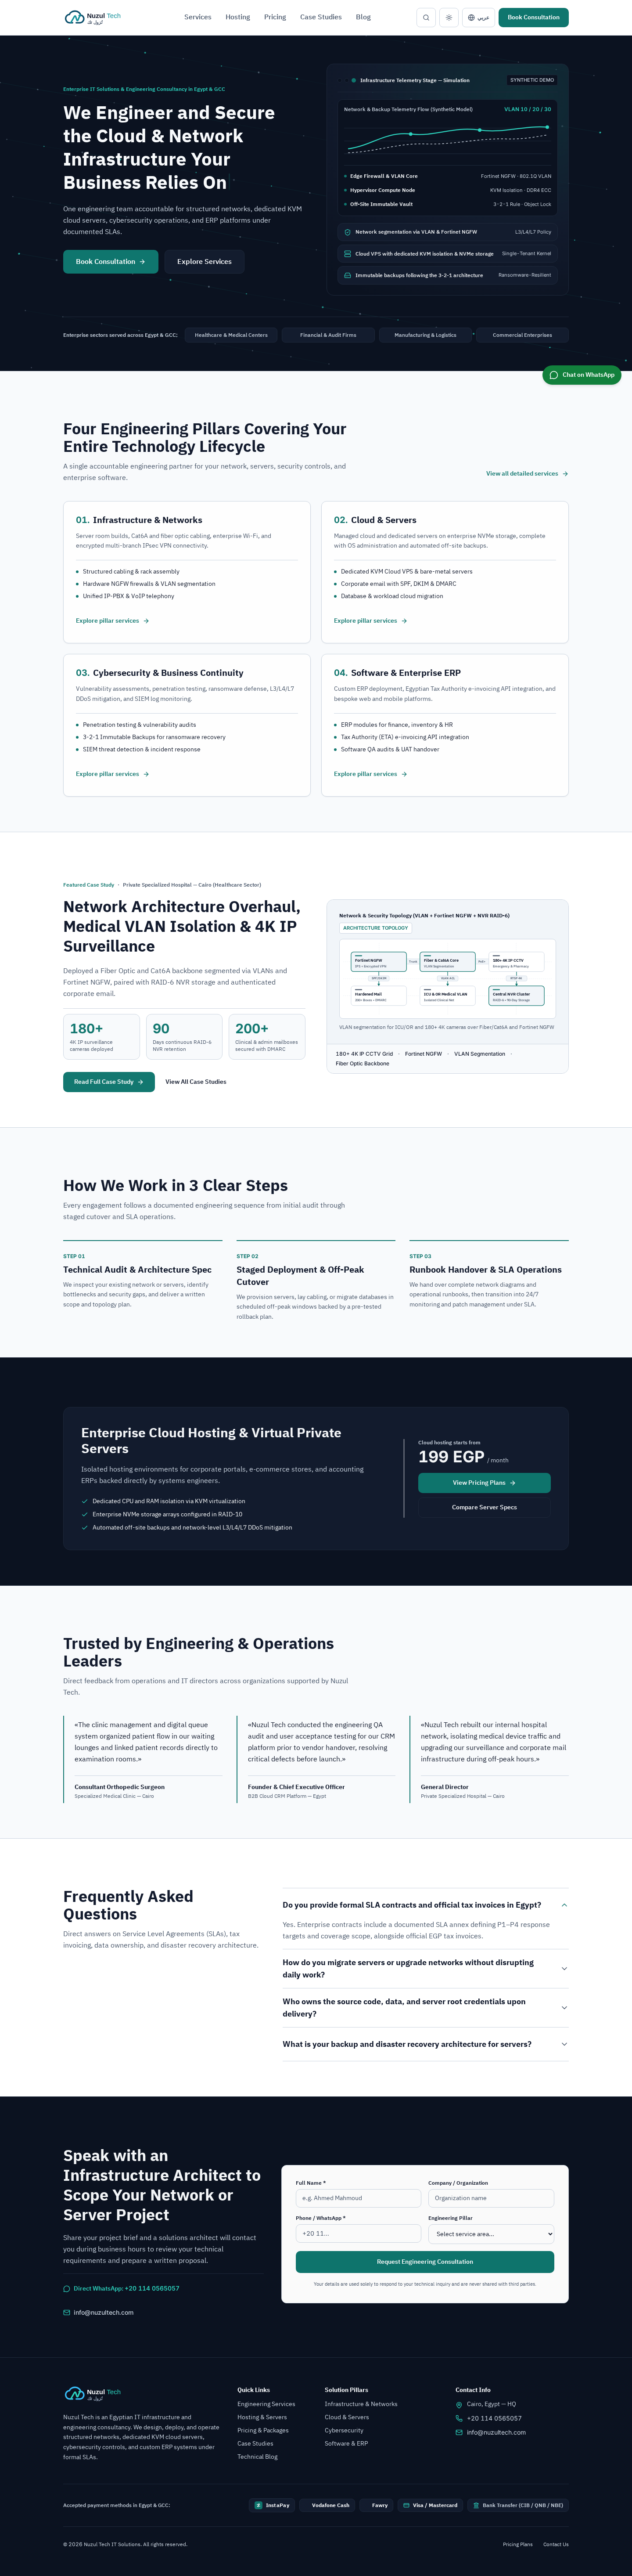 Nuzul Tech
نُزول تك
Services
Hosting
Pricing
Case Studies
Blog
عربي
Book Consultation
Enterprise IT Solutions & Engineering Consultancy in Egypt & GCC
We Engineer and Secure
the Cloud & Network
Infrastructure Your
Business Relies On
One engineering team accountable for structured networks, dedicated KVM
cloud servers, cybersecurity operations, and ERP platforms under
documented SLAs.
Book Consultation
Explore Services
Infrastructure Telemetry Stage — Simulation
SYNTHETIC DEMO
Network & Backup Telemetry Flow (Synthetic Model)
VLAN 10 / 20 / 30
Edge Firewall & VLAN Core
Fortinet NGFW · 802.1Q VLAN
Hypervisor Compute Node
KVM Isolation · DDR4 ECC
Off-Site Immutable Vault
3-2-1 Rule · Object Lock
Network segmentation via VLAN & Fortinet NGFW
L3/L4/L7 Policy
Cloud VPS with dedicated KVM isolation & NVMe storage
Single-Tenant Kernel
Immutable backups following the 3-2-1 architecture
Ransomware-Resilient
Enterprise sectors served across Egypt & GCC:
Healthcare & Medical Centers
Financial & Audit Firms
Manufacturing & Logistics
Commercial Enterprises
Chat on WhatsApp
Four Engineering Pillars Covering Your
Entire Technology Lifecycle
A single accountable engineering partner for your network, servers, security controls, and
enterprise software.
View all detailed services
01. Infrastructure & Networks
Server room builds, Cat6A and fiber optic cabling, enterprise Wi-Fi, and
encrypted multi-branch IPsec VPN connectivity.
Structured cabling & rack assembly
Hardware NGFW firewalls & VLAN segmentation
Unified IP-PBX & VoIP telephony
Explore pillar services
02. Cloud & Servers
Managed cloud and dedicated servers on enterprise NVMe storage, complete
with OS administration and automated off-site backups.
Dedicated KVM Cloud VPS & bare-metal servers
Corporate email with SPF, DKIM & DMARC
Database & workload cloud migration
Explore pillar services
03. Cybersecurity & Business Continuity
Vulnerability assessments, penetration testing, ransomware defense, L3/L4/L7
DDoS mitigation, and SIEM log monitoring.
Penetration testing & vulnerability audits
3-2-1 Immutable Backups for ransomware recovery
SIEM threat detection & incident response
Explore pillar services
04. Software & Enterprise ERP
Custom ERP deployment, Egyptian Tax Authority e-invoicing API integration, and
bespoke web and mobile platforms.
ERP modules for finance, inventory & HR
Tax Authority (ETA) e-invoicing API integration
Software QA audits & UAT handover
Explore pillar services
Featured Case Study · Private Specialized Hospital — Cairo (Healthcare Sector)
Network Architecture Overhaul,
Medical VLAN Isolation & 4K IP
Surveillance
Deployed a Fiber Optic and Cat6A backbone segmented via VLANs and
Fortinet NGFW, paired with RAID-6 NVR storage and authenticated
corporate email.
180+
4K IP surveillance
cameras deployed
90
Days continuous RAID-6
NVR retention
200+
Clinical & admin mailboxes
secured with DMARC
Read Full Case Study
View All Case Studies
Network & Security Topology (VLAN + Fortinet NGFW + NVR RAID-6)
ARCHITECTURE TOPOLOGY
Fortinet NGFW
IPS + Encrypted VPN
Trunk
Fiber & Cat6A Core
VLAN Segmentation
PoE+
180+ 4K IP CCTV
Emergency & Pharmacy
Hardened Mail
200+ Boxes + DMARC
ICU & OR Medical VLAN
Isolated Clinical Net
Central NVR Cluster
RAID-6 + 90-Day Storage
VLAN segmentation for ICU/OR and 180+ 4K cameras over Fiber/Cat6A and Fortinet NGFW
180+ 4K IP CCTV Grid · Fortinet NGFW · VLAN Segmentation ·
Fiber Optic Backbone
How We Work in 3 Clear Steps
Every engagement follows a documented engineering sequence from initial audit through
staged cutover and SLA operations.
STEP 01
Technical Audit & Architecture Spec
We inspect your existing network or servers, identify
bottlenecks and security gaps, and deliver a written
scope and topology plan.
STEP 02
Staged Deployment & Off-Peak
Cutover
We provision servers, lay cabling, or migrate databases in
scheduled off-peak windows backed by a pre-tested
rollback plan.
STEP 03
Runbook Handover & SLA Operations
We hand over complete network diagrams and
operational runbooks, then transition into 24/7
monitoring and patch management under SLA.
Enterprise Cloud Hosting & Virtual Private
Servers
Isolated hosting environments for corporate portals, e-commerce stores, and accounting
ERPs backed directly by systems engineers.
Dedicated CPU and RAM isolation via KVM virtualization
Enterprise NVMe storage arrays configured in RAID-10
Automated off-site backups and network-level L3/L4/L7 DDoS mitigation
Cloud hosting starts from
199 EGP / month
View Pricing Plans
Compare Server Specs
Trusted by Engineering & Operations
Leaders
Direct feedback from operations and IT directors across organizations supported by Nuzul
Tech.
«The clinic management and digital queue
system organized patient flow in our waiting
lounges and linked patient records directly to
examination rooms.»
Consultant Orthopedic Surgeon
Specialized Medical Clinic — Cairo
«Nuzul Tech conducted the engineering QA
audit and user acceptance testing for our CRM
platform prior to vendor handover, resolving
critical defects before launch.»
Founder & Chief Executive Officer
B2B Cloud CRM Platform — Egypt
«Nuzul Tech rebuilt our internal hospital
network, isolating medical device traffic and
upgrading our surveillance and corporate mail
infrastructure during off-peak hours.»
General Director
Private Specialized Hospital — Cairo
Frequently Asked
Questions
Direct answers on Service Level Agreements (SLAs), tax
invoicing, data ownership, and disaster recovery architecture.
Do you provide formal SLA contracts and official tax invoices in Egypt?
Yes. Enterprise contracts include a documented SLA annex defining P1–P4 response
targets and coverage scope, alongside official EGP tax invoices.
How do you migrate servers or upgrade networks without disrupting
daily work?
Who owns the source code, data, and server root credentials upon
delivery?
What is your backup and disaster recovery architecture for servers?
Speak with an
Infrastructure Architect to
Scope Your Network or
Server Project
Share your project brief and a solutions architect will contact
you during business hours to review your technical
requirements and prepare a written proposal.
Direct WhatsApp: +20 114 0565057
info@nuzultech.com
Full Name *
e.g. Ahmed Mahmoud
Company / Organization
Organization name
Phone / WhatsApp *
+20 11...
Engineering Pillar
Select service area...
Request Engineering Consultation
Your details are used solely to respond to your technical inquiry and are never shared with third parties.
Nuzul Tech
نُزول تك
Nuzul Tech is an Egyptian IT infrastructure and
engineering consultancy. We design, deploy, and operate
structured networks, dedicated KVM cloud servers,
cybersecurity controls, and custom ERP systems under
formal SLAs.
Quick Links
Engineering Services
Hosting & Servers
Pricing & Packages
Case Studies
Technical Blog
Solution Pillars
Infrastructure & Networks
Cloud & Servers
Cybersecurity
Software & ERP
Contact Info
Cairo, Egypt — HQ
+20 114 0565057
info@nuzultech.com
Accepted payment methods in Egypt & GCC:
InstaPay
Vodafone Cash
Fawry
Visa / Mastercard
Bank Transfer (CIB / QNB / NBE)
© 2026 Nuzul Tech IT Solutions. All rights reserved.
Pricing Plans
Contact Us